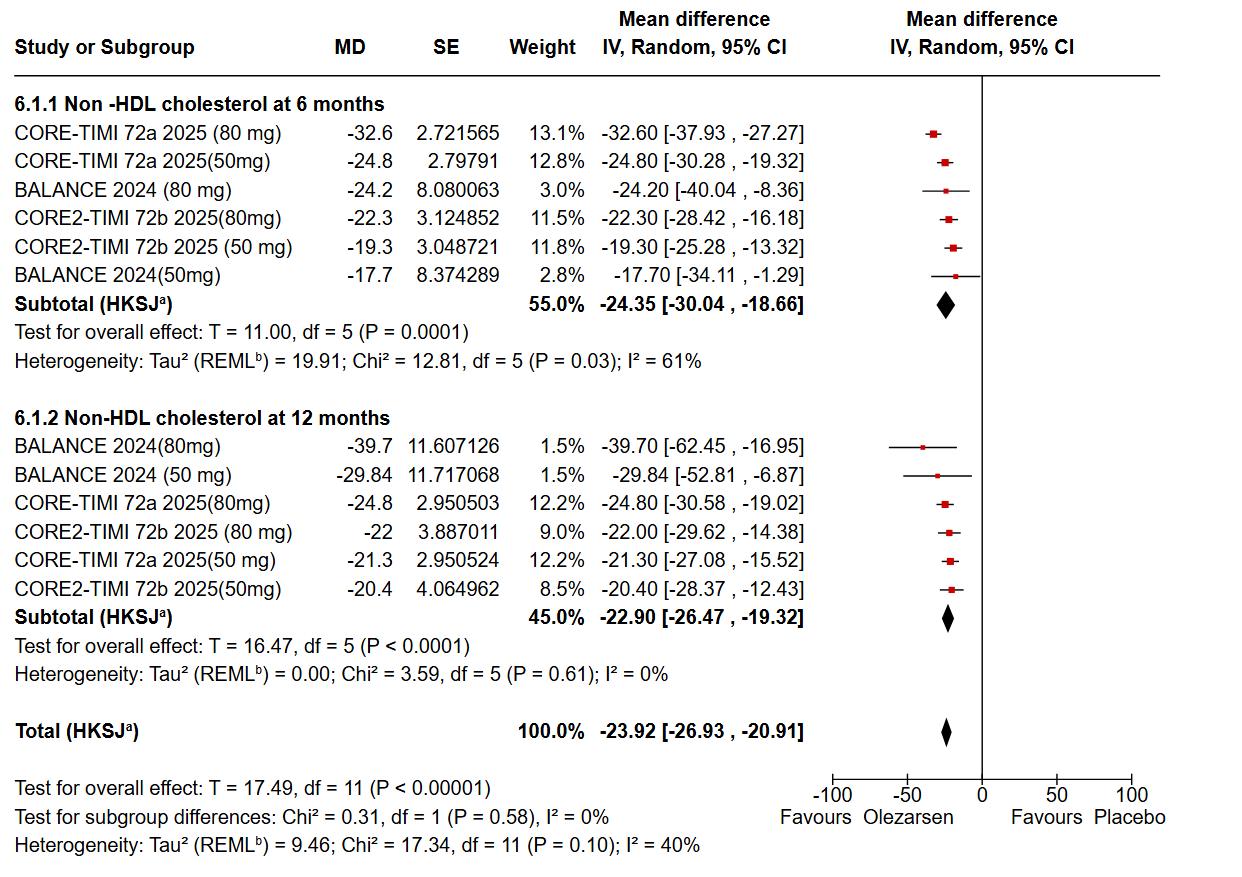 Mean difference Mean difference
Study or Subgroup MD SE Weight IV, Random, 95% CI IV, Random, 95% CI
6.1.1 Non -HDL cholesterol at 6 months
CORE-TIMI 72a 2025 (80 mg) -32.6 2.721565 13.1% -32.60 [-37.93 , -27.27]
CORE-TIMI 72a 2025(50mg) -24.8 2.79791 12.8% -24.80 [-30.28 , -19.32]
BALANCE 2024 (80 mg) -24.2 8.080063 3.0% -24.20 [-40.04 , -8.36]
CORE2-TIMI 72b 2025(80mg) -22.3 3.124852 11.5% -22.30 [-28.42 , -16.18]
CORE2-TIMI 72b 2025 (50 mg) -19.3 3.048721 11.8% -19.30 [-25.28 , -13.32]
BALANCE 2024(50mg) -17.7 8.374289 2.8% -17.70 [-34.11 , -1.29]
Subtotal (HKSJᵃ) 55.0% -24.35 [-30.04 , -18.66]
Test for overall effect: T = 11.00, df = 5 (P = 0.0001)
Heterogeneity: Tau² (REMLᵇ) = 19.91; Chi² = 12.81, df = 5 (P = 0.03); I² = 61%
6.1.2 Non-HDL cholesterol at 12 months
BALANCE 2024(80mg) -39.7 11.607126 1.5% -39.70 [-62.45 , -16.95]
BALANCE 2024 (50 mg) -29.84 11.717068 1.5% -29.84 [-52.81 , -6.87]
CORE-TIMI 72a 2025(80mg) -24.8 2.950503 12.2% -24.80 [-30.58 , -19.02]
CORE2-TIMI 72b 2025 (80 mg) -22 3.887011 9.0% -22.00 [-29.62 , -14.38]
CORE-TIMI 72a 2025(50 mg) -21.3 2.950524 12.2% -21.30 [-27.08 , -15.52]
CORE2-TIMI 72b 2025(50mg) -20.4 4.064962 8.5% -20.40 [-28.37 , -12.43]
Subtotal (HKSJᵃ) 45.0% -22.90 [-26.47 , -19.32]
Test for overall effect: T = 16.47, df = 5 (P < 0.0001)
Heterogeneity: Tau² (REMLᵇ) = 0.00; Chi² = 3.59, df = 5 (P = 0.61); I² = 0%
Total (HKSJᵃ) 100.0% -23.92 [-26.93 , -20.91]
Test for overall effect: T = 17.49, df = 11 (P < 0.00001)
-100 -50 0 50 100
Test for subgroup differences: Chi² = 0.31, df = 1 (P = 0.58), I² = 0%
Favours Olezarsen Favours Placebo
Heterogeneity: Tau² (REMLᵇ) = 9.46; Chi² = 17.34, df = 11 (P = 0.10); I² = 40%